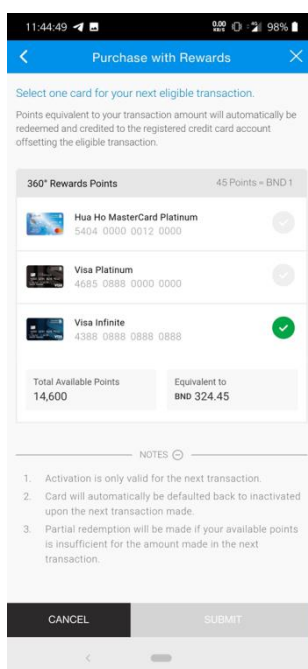 11:44:49
0.00 KB/S 98%
Purchase with Rewards
Select one card for your next eligible transaction.
Points equivalent to your transaction amount will automatically be
redeemed and credited to the registered credit card account
offsetting the eligible transaction.
360° Rewards Points 45 Points = BND 1
Hua Ho MasterCard Platinum
5404 0000 0012 0000
Visa Platinum
4685 0888 0000 0000
Visa Infinite
4388 0888 0888 0888
Total Available Points
14,600
Equivalent to
BND 324.45
NOTES
1. Activation is only valid for the next transaction.
2. Card will automatically be defaulted back to inactivated
upon the next transaction made.
3. Partial redemption will be made if your available points
is insufficient for the amount made in the next
transaction.
CANCEL SUBMIT